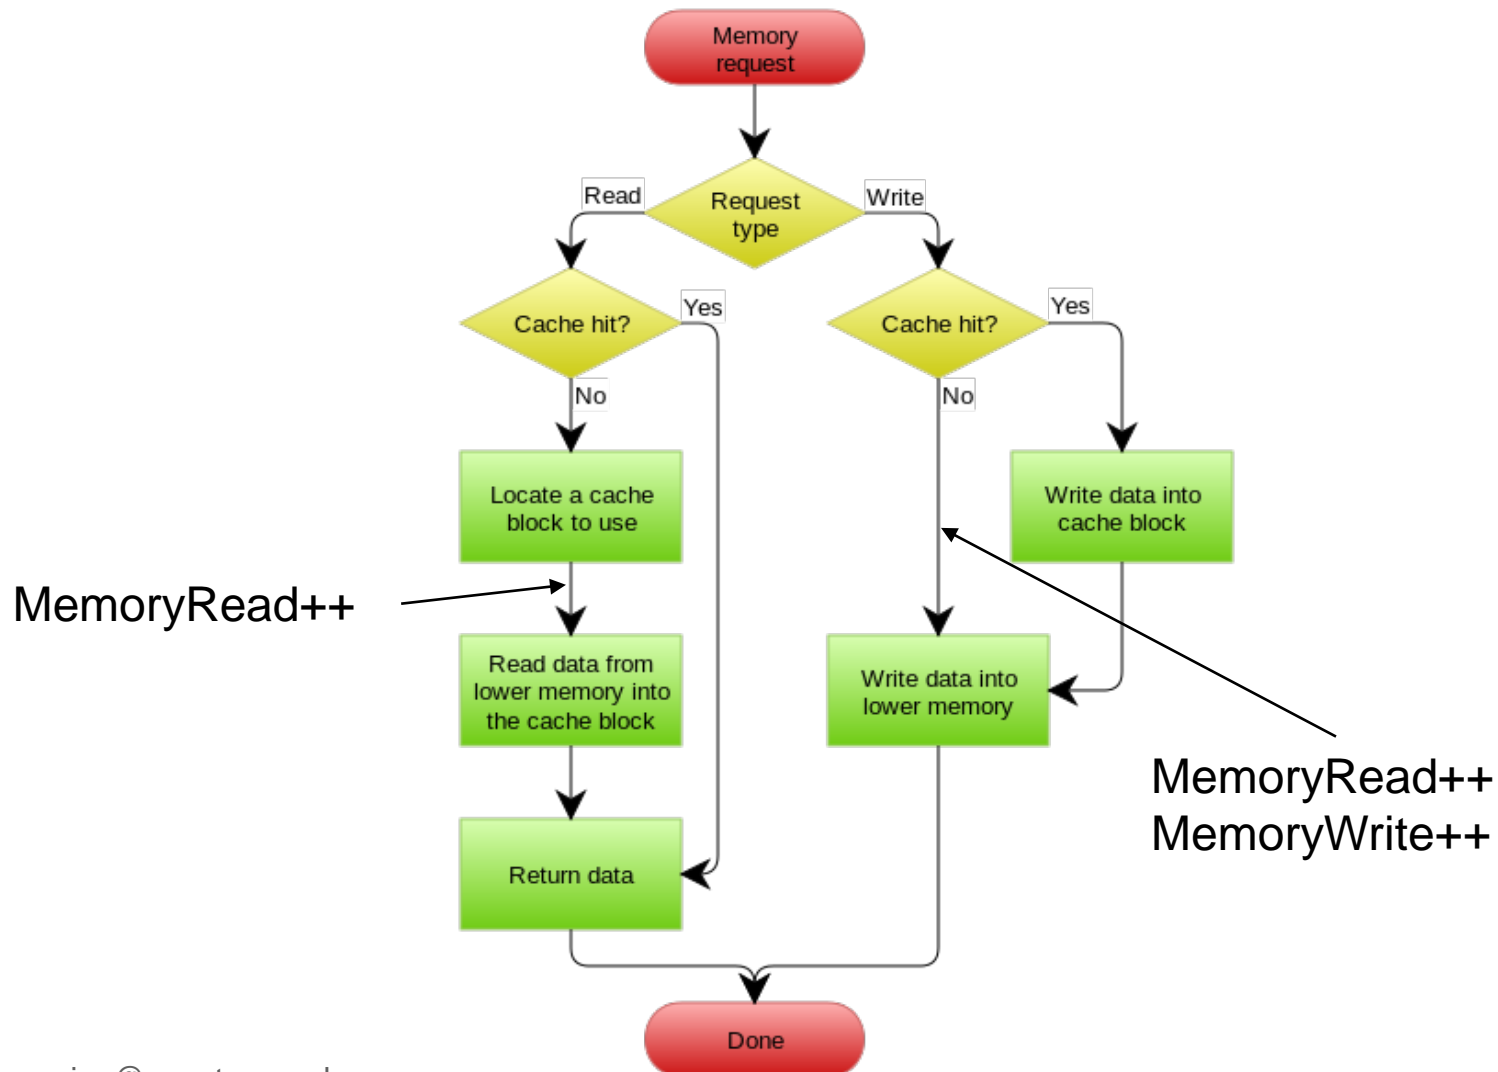 Memory
request
Read
Request
type
Write
Cache hit?
Yes
Cache hit?
Yes
No
No
Locate a cache
block to use
Write data into
cache block
MemoryRead++
Read data from
lower memory into
the cache block
Write data into
lower memory
MemoryRead++
MemoryWrite++
Return data
Done